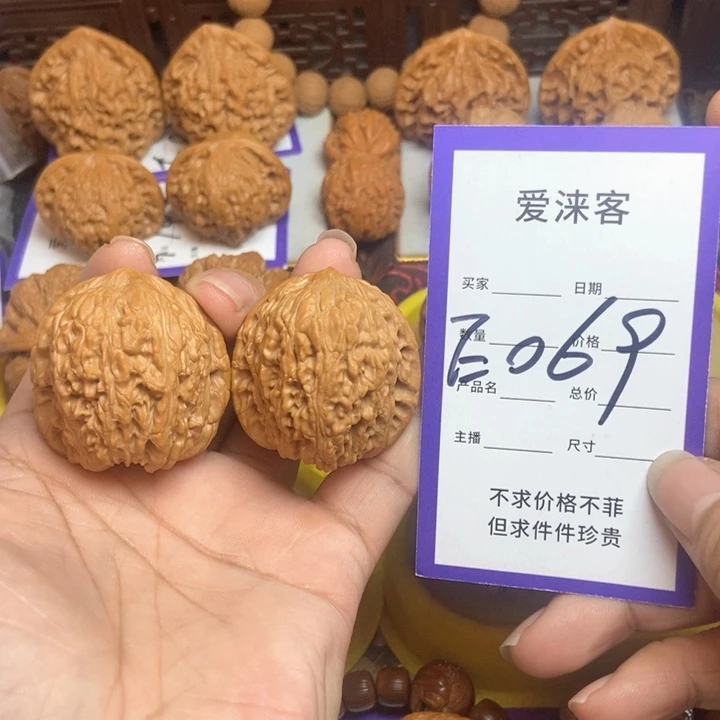 爱涞客
买家 日期
数量 价格
E069
产品名 总价
主播 尺寸
不求价格不菲
但求件件珍贵